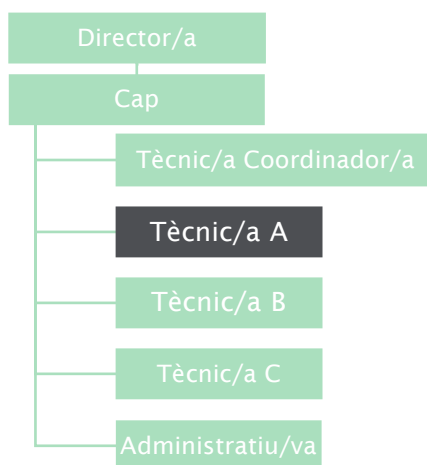 Director/a
Cap
Tècnic/a Coordinador/a
Tècnic/a A
Tècnic/a B
Tècnic/a C
Administratiu/va